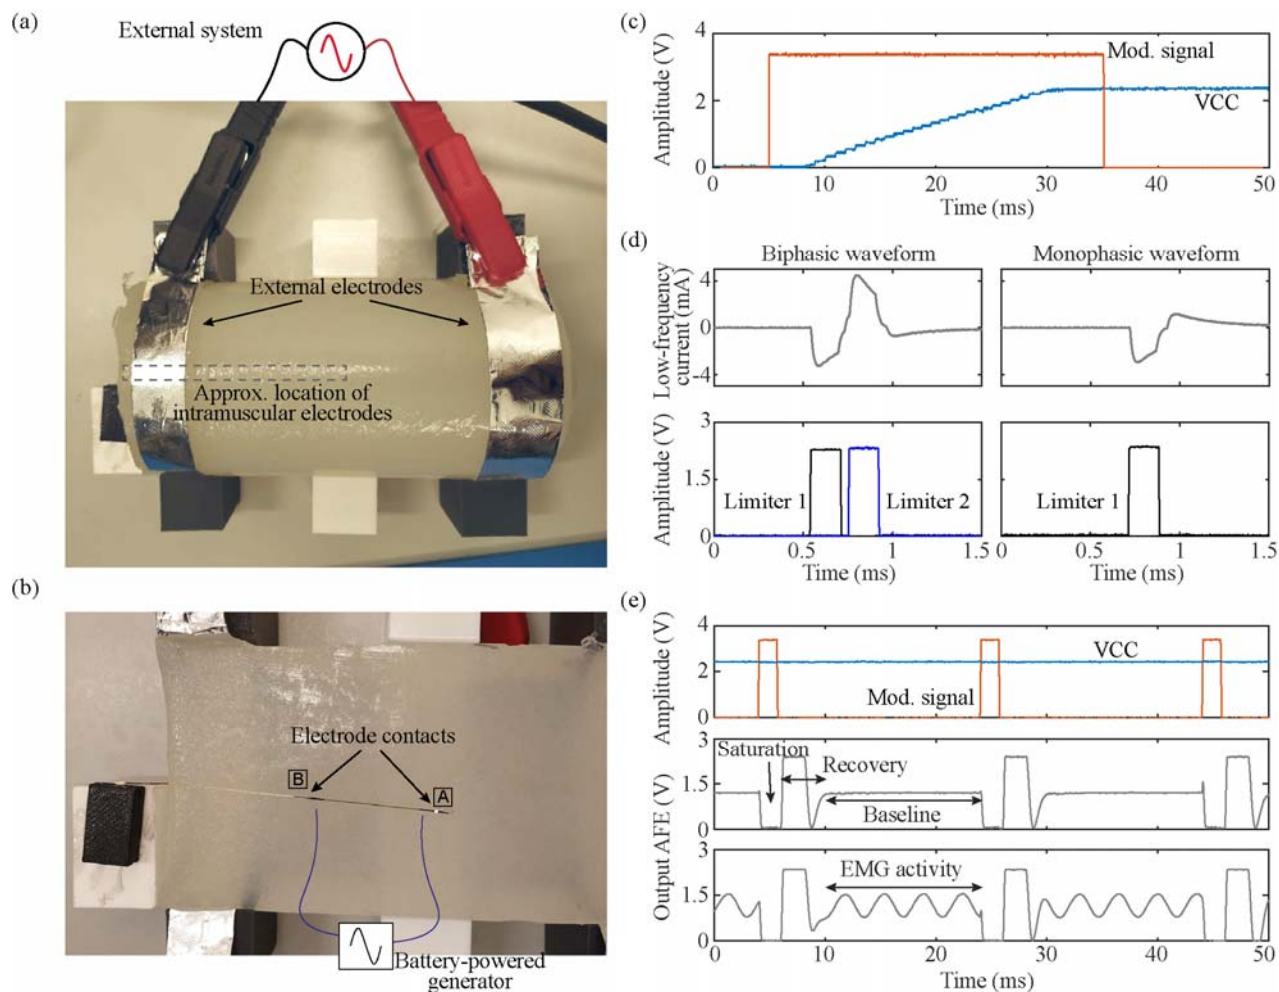 (a)
External system
External electrodes
Approx. location of
intramuscular electrodes
(b)
Electrode contacts
B
A
Battery-powered
generator
(c)
Amplitude (V)
4
2
0
Mod. signal
VCC
0 10 20 30 40 50
Time (ms)
(d)
Biphasic waveform
Monophasic waveform
Low-frequency
current (mA)
4
0
-4
Amplitude (V)
3
1.5
0
Limiter 1
Limiter 2
Limiter 1
0 0.5 1 1.5
0 0.5 1 1.5
Time (ms)
Time (ms)
(e)
Amplitude (V)
4
2
0
VCC
Mod. signal
Output AFE (V)
3
1.5
0
Saturation
Recovery
Baseline
3
1.5
0
EMG activity
0 10 20 30 40 50
Time (ms)